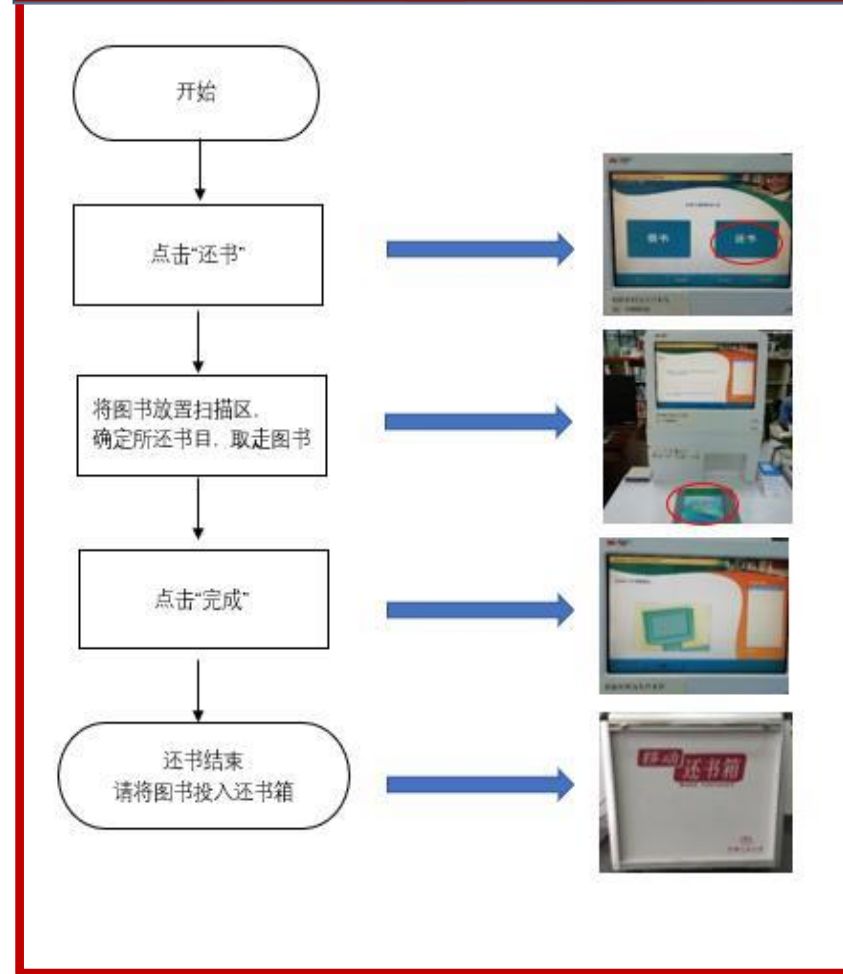 开始
点击“还书”
借书
还书
将图书放置扫描区，
确定所还书目，取走图书
点击“完成”
还书结束
请将图书投入还书箱
移动
还书箱